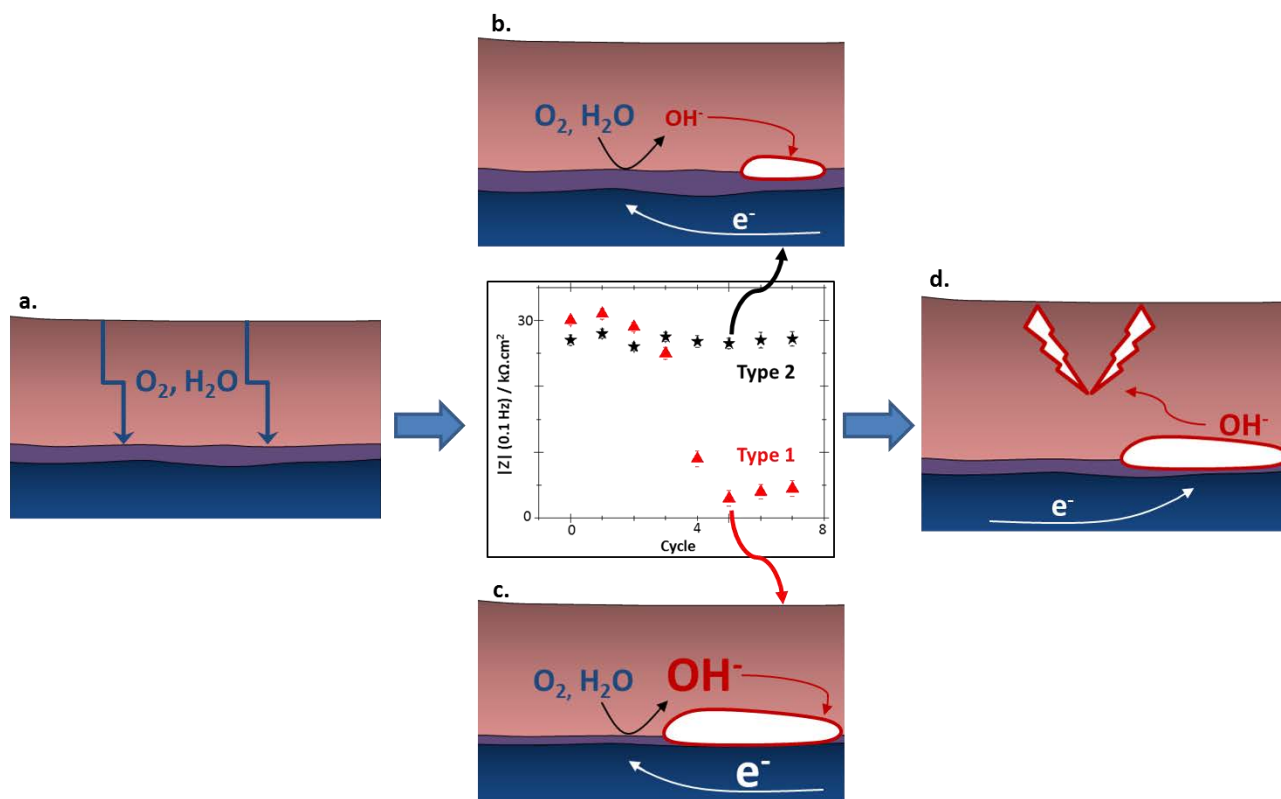 b.
O₂, H₂O
OH⁻
e⁻
a.
O₂, H₂O
|Z| (0.1 Hz) / kΩ.cm²
30
0
Type 2
Type 1
0
4
8
Cycle
d.
OH⁻
e⁻
c.
O₂, H₂O
OH⁻
e⁻